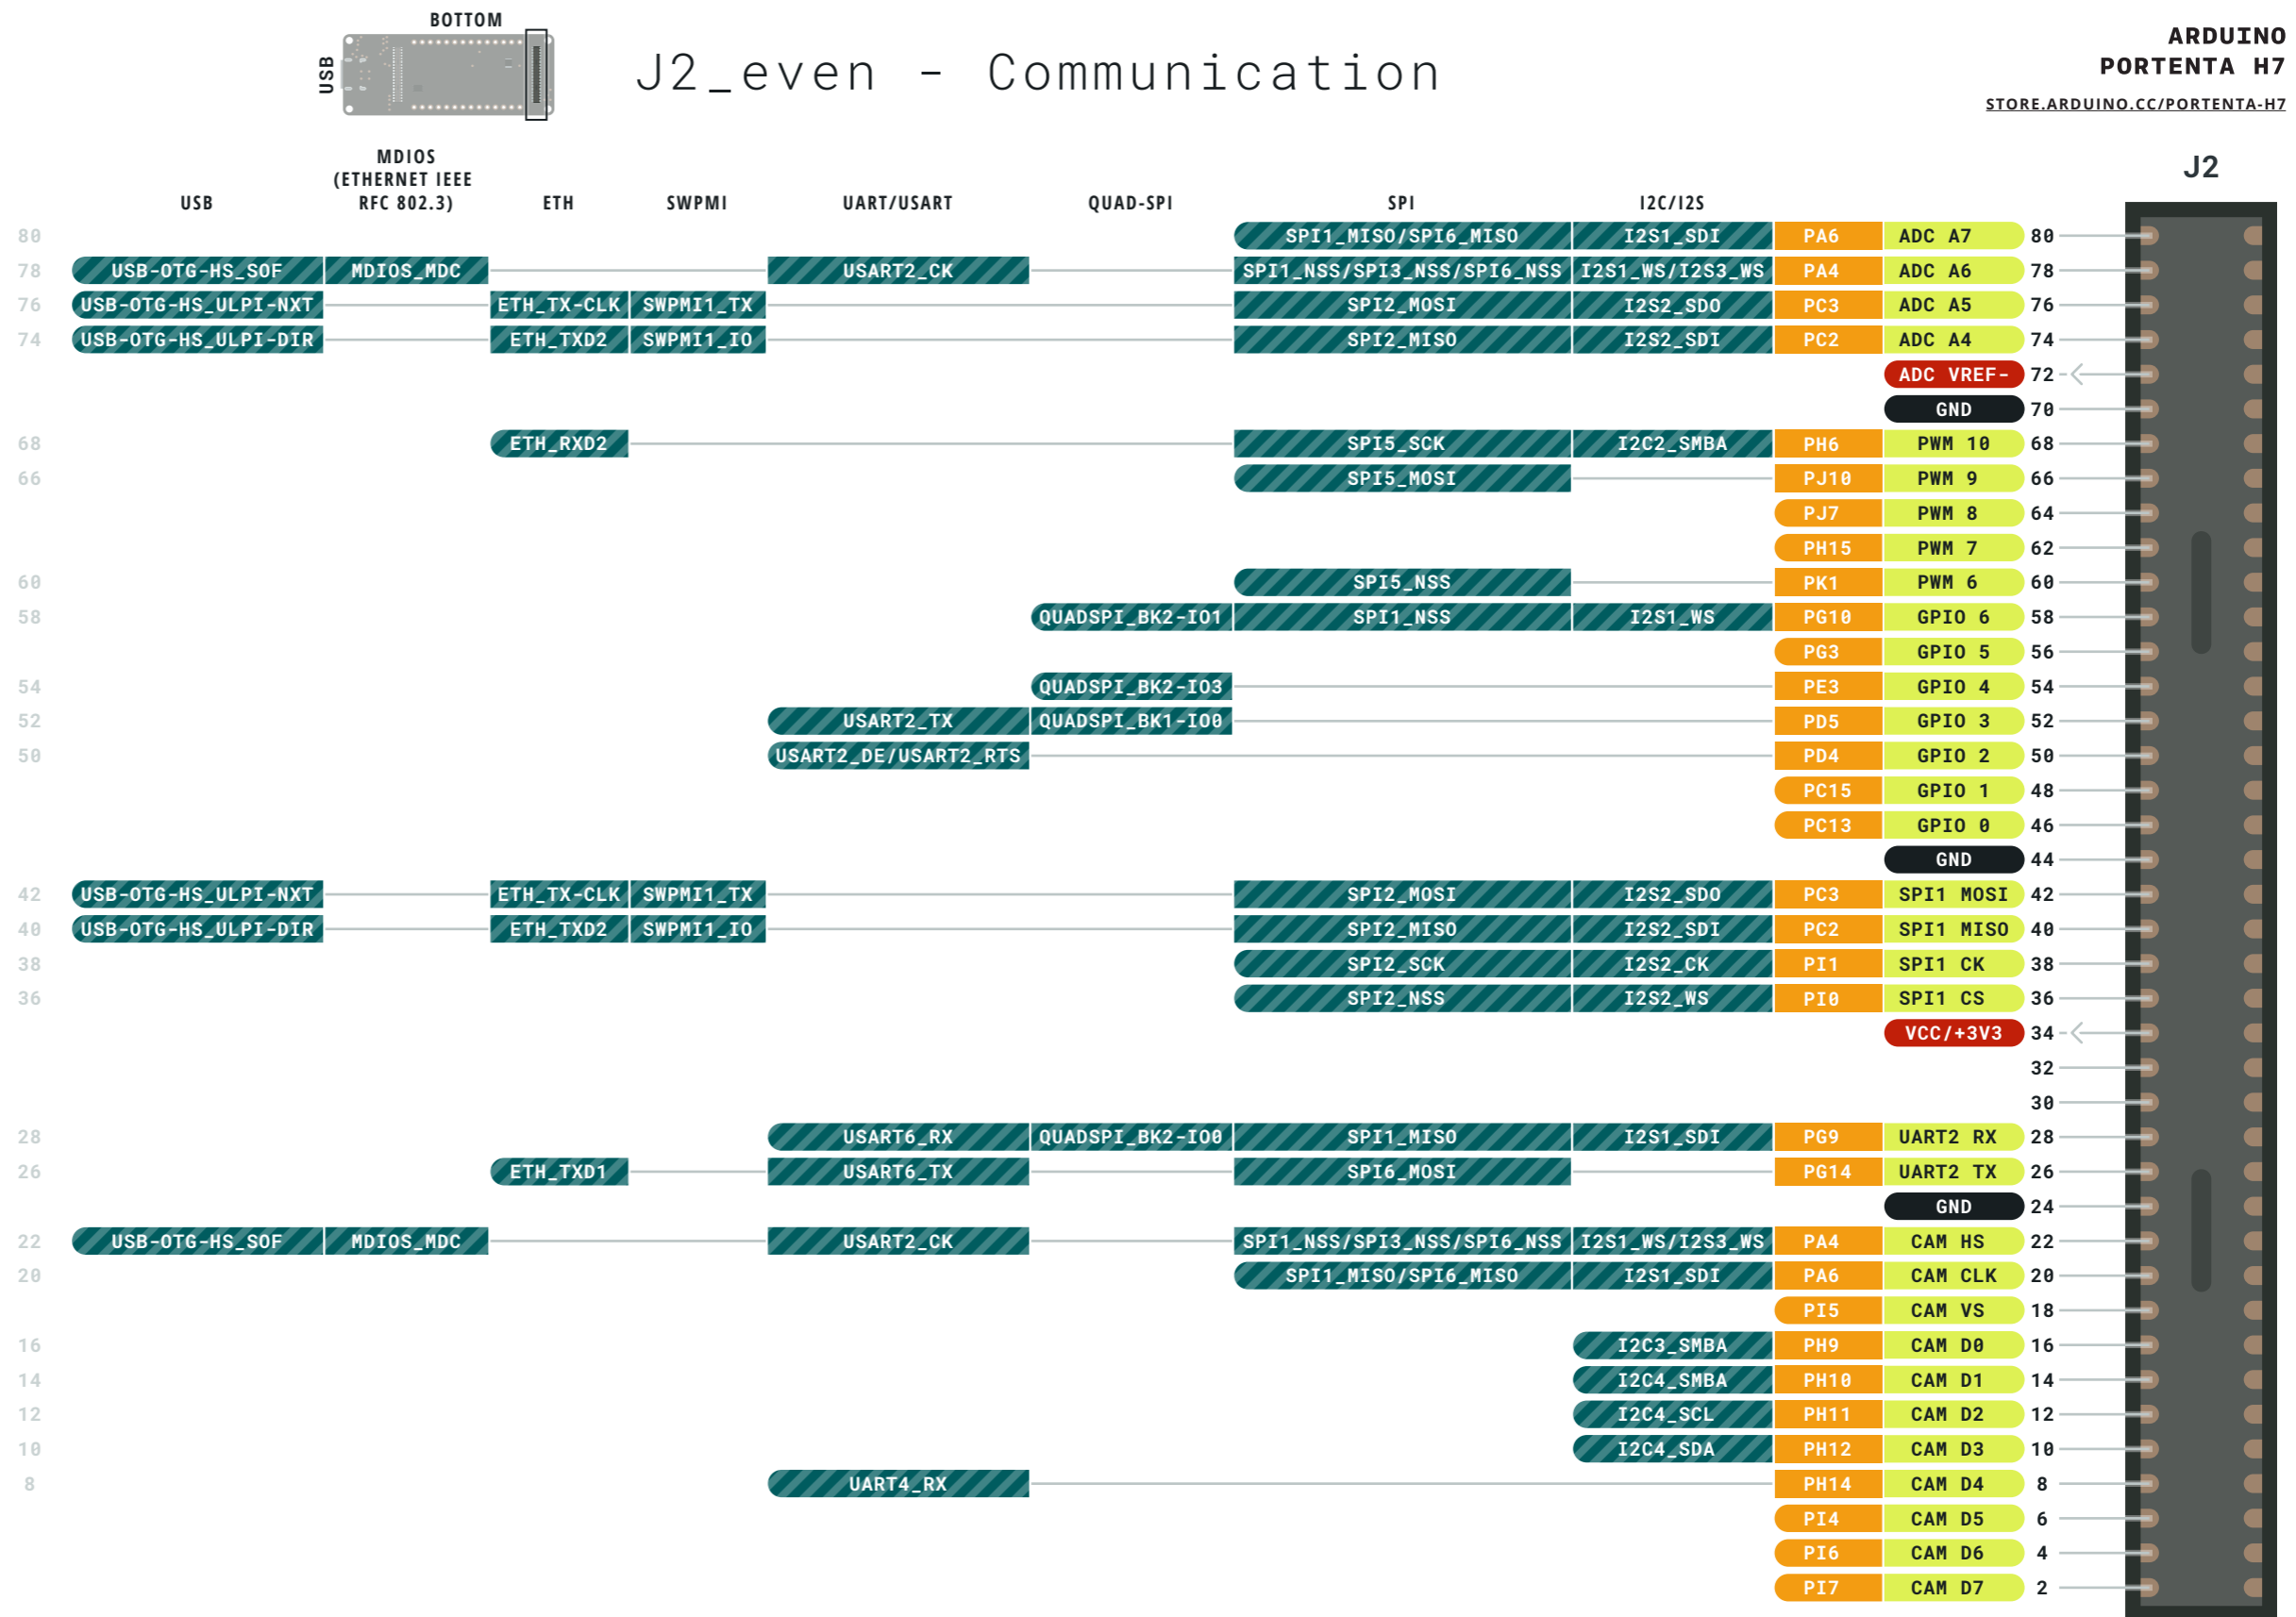 BOTTOM
USB
J2_even - Communication
ARDUINO
PORTENTA H7
STORE.ARDUINO.CC/PORTENTA-H7
J2
USB
MDIOS
(ETHERNET IEEE
RFC 802.3)
ETH
SWPMI
UART/USART
QUAD-SPI
SPI
I2C/I2S
80 SPI1_MISO/SPI6_MISO I2S1_SDI PA6 ADC A7 80
78 USB-OTG-HS_SOF MDIOS_MDC USART2_CK SPI1_NSS/SPI3_NSS/SPI6_NSS I2S1_WS/I2S3_WS PA4 ADC A6 78
76 USB-OTG-HS_ULPI-NXT ETH_TX-CLK SWPMI1_TX SPI2_MOSI I2S2_SDO PC3 ADC A5 76
74 USB-OTG-HS_ULPI-DIR ETH_TXD2 SWPMI1_IO SPI2_MISO I2S2_SDI PC2 ADC A4 74
ADC VREF- 72
GND 70
68 ETH_RXD2 SPI5_SCK I2C2_SMBA PH6 PWM 10 68
66 SPI5_MOSI PJ10 PWM 9 66
PJ7 PWM 8 64
PH15 PWM 7 62
60 SPI5_NSS PK1 PWM 6 60
58 QUADSPI_BK2-IO1 SPI1_NSS I2S1_WS PG10 GPIO 6 58
PG3 GPIO 5 56
54 QUADSPI_BK2-IO3 PE3 GPIO 4 54
52 USART2_TX QUADSPI_BK1-IO0 PD5 GPIO 3 52
50 USART2_DE/USART2_RTS PD4 GPIO 2 50
PC15 GPIO 1 48
PC13 GPIO 0 46
GND 44
42 USB-OTG-HS_ULPI-NXT ETH_TX-CLK SWPMI1_TX SPI2_MOSI I2S2_SDO PC3 SPI1 MOSI 42
40 USB-OTG-HS_ULPI-DIR ETH_TXD2 SWPMI1_IO SPI2_MISO I2S2_SDI PC2 SPI1 MISO 40
38 SPI2_SCK I2S2_CK PI1 SPI1 CK 38
36 SPI2_NSS I2S2_WS PI0 SPI1 CS 36
VCC/+3V3 34
32
30
28 USART6_RX QUADSPI_BK2-IO0 SPI1_MISO I2S1_SDI PG9 UART2 RX 28
26 ETH_TXD1 USART6_TX SPI6_MOSI PG14 UART2 TX 26
GND 24
22 USB-OTG-HS_SOF MDIOS_MDC USART2_CK SPI1_NSS/SPI3_NSS/SPI6_NSS I2S1_WS/I2S3_WS PA4 CAM HS 22
20 SPI1_MISO/SPI6_MISO I2S1_SDI PA6 CAM CLK 20
PI5 CAM VS 18
16 I2C3_SMBA PH9 CAM D0 16
14 I2C4_SMBA PH10 CAM D1 14
12 I2C4_SCL PH11 CAM D2 12
10 I2C4_SDA PH12 CAM D3 10
8 UART4_RX PH14 CAM D4 8
PI4 CAM D5 6
PI6 CAM D6 4
PI7 CAM D7 2